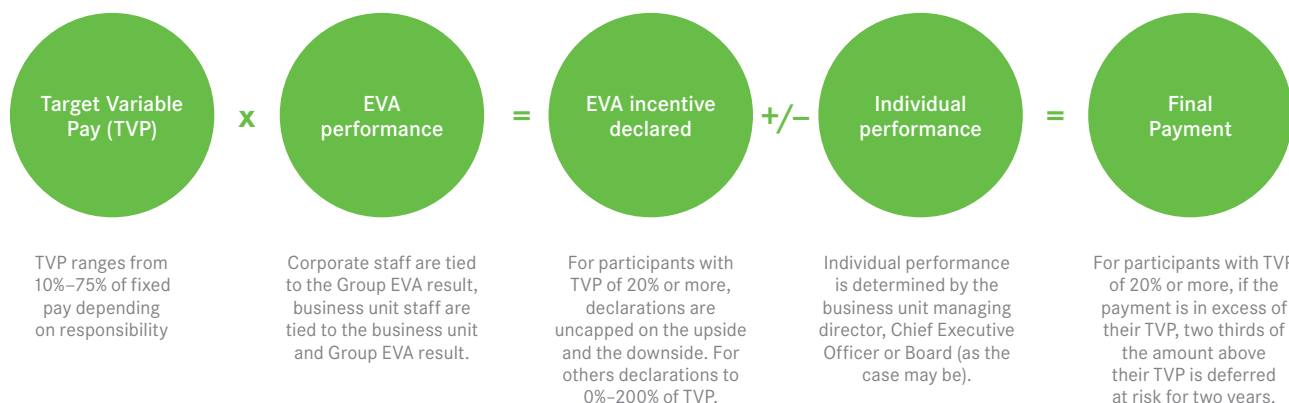 Target Variable
Pay (TVP)
x
EVA
performance
=
EVA incentive
declared
+/–
Individual
performance
=
Final
Payment
TVP ranges from
10%–75% of fixed
pay depending
on responsibility
Corporate staff are tied
to the Group EVA result,
business unit staff are
tied to the business unit
and Group EVA result.
For participants with
TVP of 20% or more,
declarations are
uncapped on the upside
and the downside. For
others declarations to
0%–200% of TVP.
Individual performance
is determined by the
business unit managing
director, Chief Executive
Officer or Board (as the
case may be).
For participants with TVP
of 20% or more, if the
payment is in excess of
their TVP, two thirds of
the amount above
their TVP is deferred
at risk for two years.